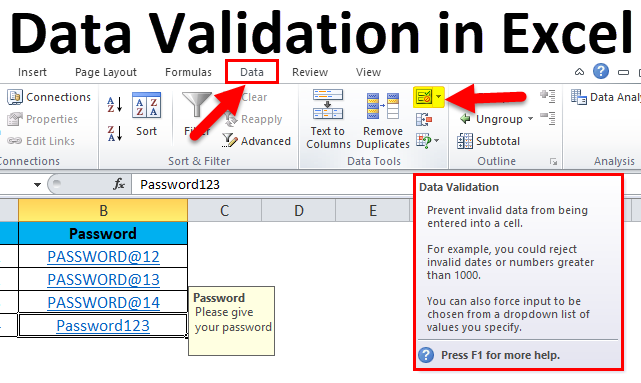 Data Validation in Excel
Insert Page Layout Formulas Data Review View
Connections Clear
Properties Sort Reapply Text to Remove Ungroup Data Analy
Edit Links Advanced Columns Duplicates Subtotal
Connections Sort & Filter Data Tools Outline Analysis
fx Password123
B C D E
Password
PASSWORD@12
PASSWORD@13
PASSWORD@14
Password123
Password
Please give
your password
Data Validation
Prevent invalid data from being
entered into a cell.
For example, you could reject
invalid dates or numbers greater
than 1000.
You can also force input to be
chosen from a dropdown list of
values you specify.
Press F1 for more help.